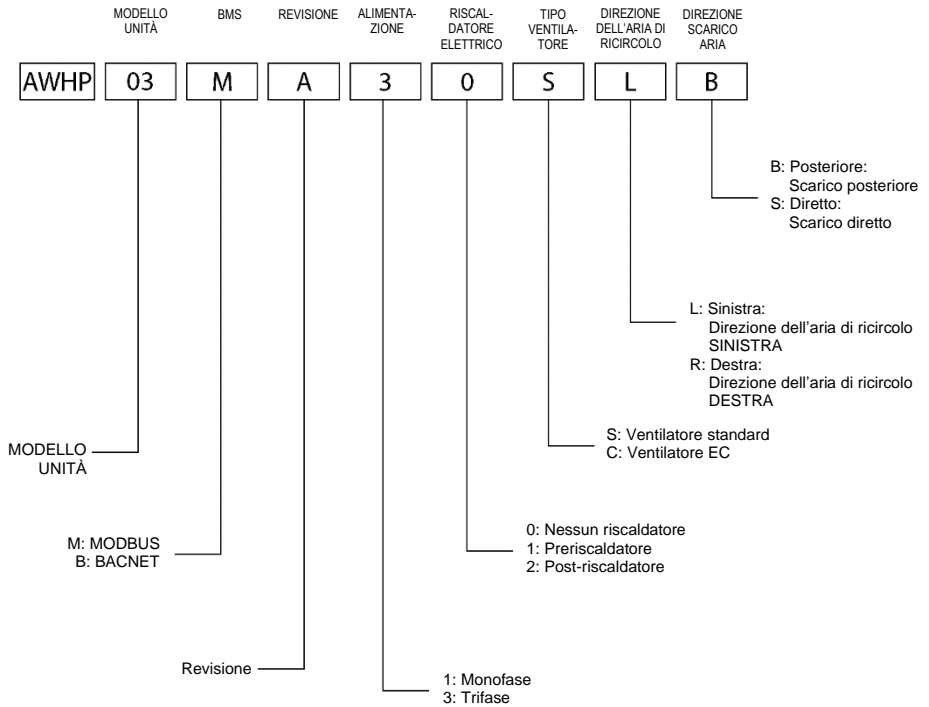 MODELLO
UNITÀ
BMS
REVISIONE
ALIMENTA-
ZIONE
RISCAL-
DATORE
ELETTRICO
TIPO
VENTILA-
TORE
DIREZIONE
DELL'ARIA DI
RICIRCOLO
DIREZIONE
SCARICO
ARIA
AWHP 03 M A 3 0 S L B
B: Posteriore:
Scarico posteriore
S: Diretto:
Scarico diretto
L: Sinistra:
Direzione dell'aria di ricircolo
SINISTRA
R: Destra:
Direzione dell'aria di ricircolo
DESTRA
S: Ventilatore standard
C: Ventilatore EC
MODELLO
UNITÀ
0: Nessun riscaldatore
1: Preriscaldatore
2: Post-riscaldatore
M: MODBUS
B: BACNET
Revisione
1: Monofase
3: Trifase